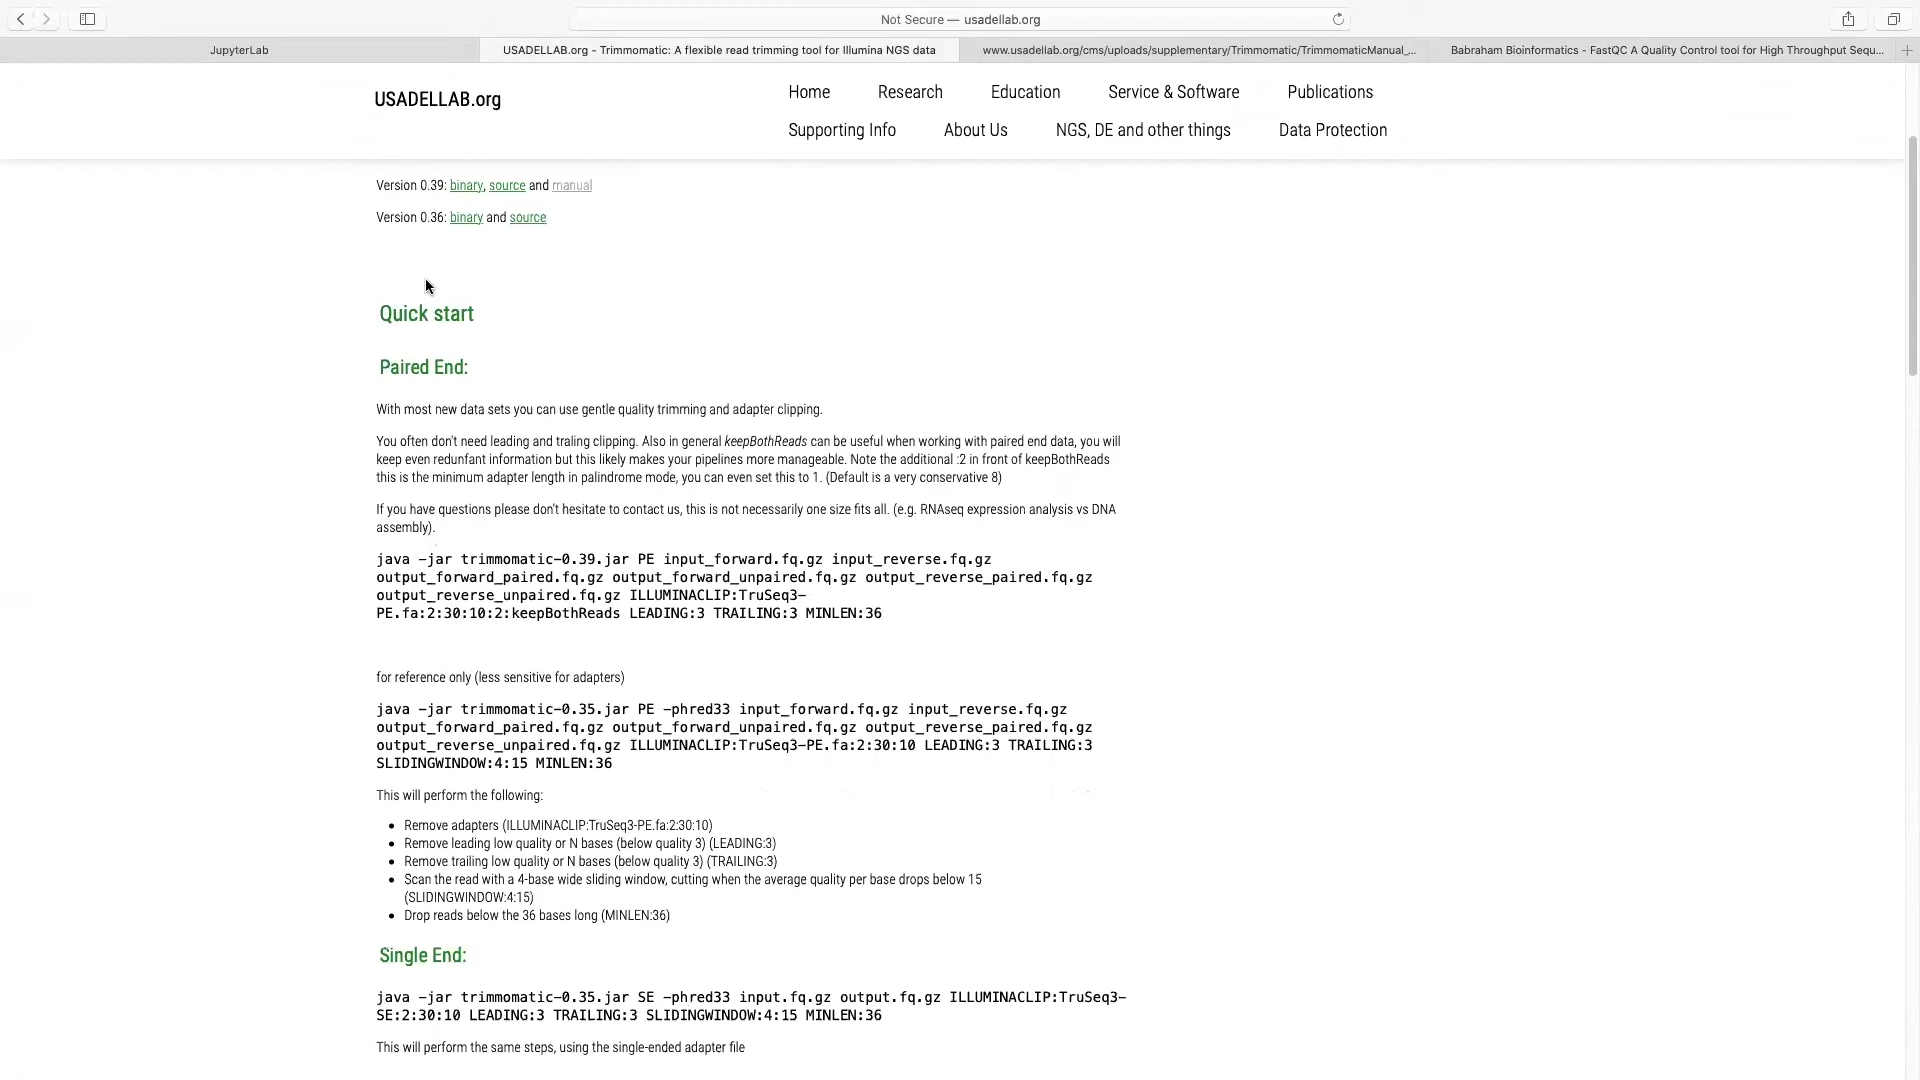 Not Secure — usadellab.org
JupyterLab
USADELLAB.org - Trimmomatic: A flexible read trimming tool for Illumina NGS data
www.usadellab.org/cms/uploads/supplementary/Trimmomatic/TrimmomaticManual_...
Babraham Bioinformatics - FastQC A Quality Control tool for High Throughput Sequ...
USADELLAB.org
Home Research Education Service & Software Publications
Supporting Info About Us NGS, DE and other things Data Protection
Version 0.39: binary, source and manual
Version 0.36: binary and source
Quick start
Paired End:
With most new data sets you can use gentle quality trimming and adapter clipping.
You often don't need leading and traling clipping. Also in general keepBothReads can be useful when working with paired end data, you will
keep even redunfant information but this likely makes your pipelines more manageable. Note the additional :2 in front of keepBothReads
this is the minimum adapter length in palindrome mode, you can even set this to 1. (Default is a very conservative 8)
If you have questions please don't hesitate to contact us, this is not necessarily one size fits all. (e.g. RNAseq expression analysis vs DNA
assembly).
java -jar trimmomatic-0.39.jar PE input_forward.fq.gz input_reverse.fq.gz
output_forward_paired.fq.gz output_forward_unpaired.fq.gz output_reverse_paired.fq.gz
output_reverse_unpaired.fq.gz ILLUMINACLIP:TruSeq3-
PE.fa:2:30:10:2:keepBothReads LEADING:3 TRAILING:3 MINLEN:36
for reference only (less sensitive for adapters)
java -jar trimmomatic-0.35.jar PE -phred33 input_forward.fq.gz input_reverse.fq.gz
output_forward_paired.fq.gz output_forward_unpaired.fq.gz output_reverse_paired.fq.gz
output_reverse_unpaired.fq.gz ILLUMINACLIP:TruSeq3-PE.fa:2:30:10 LEADING:3 TRAILING:3
SLIDINGWINDOW:4:15 MINLEN:36
This will perform the following:
• Remove adapters (ILLUMINACLIP:TruSeq3-PE.fa:2:30:10)
• Remove leading low quality or N bases (below quality 3) (LEADING:3)
• Remove trailing low quality or N bases (below quality 3) (TRAILING:3)
• Scan the read with a 4-base wide sliding window, cutting when the average quality per base drops below 15
(SLIDINGWINDOW:4:15)
• Drop reads below the 36 bases long (MINLEN:36)
Single End:
java -jar trimmomatic-0.35.jar SE -phred33 input.fq.gz output.fq.gz ILLUMINACLIP:TruSeq3-
SE:2:30:10 LEADING:3 TRAILING:3 SLIDINGWINDOW:4:15 MINLEN:36
This will perform the same steps, using the single-ended adapter file